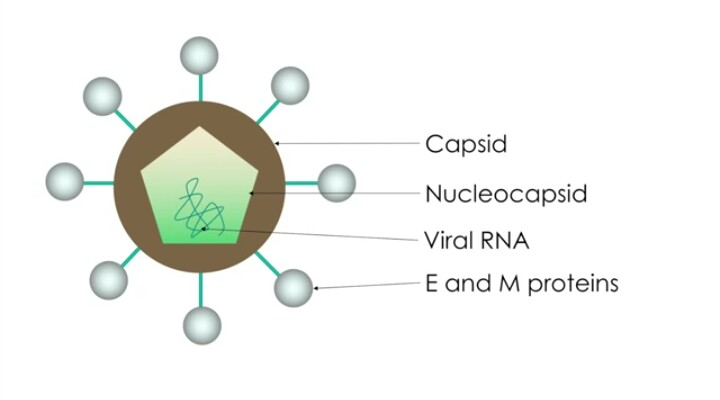 Capsid
Nucleocapsid
Viral RNA
E and M proteins